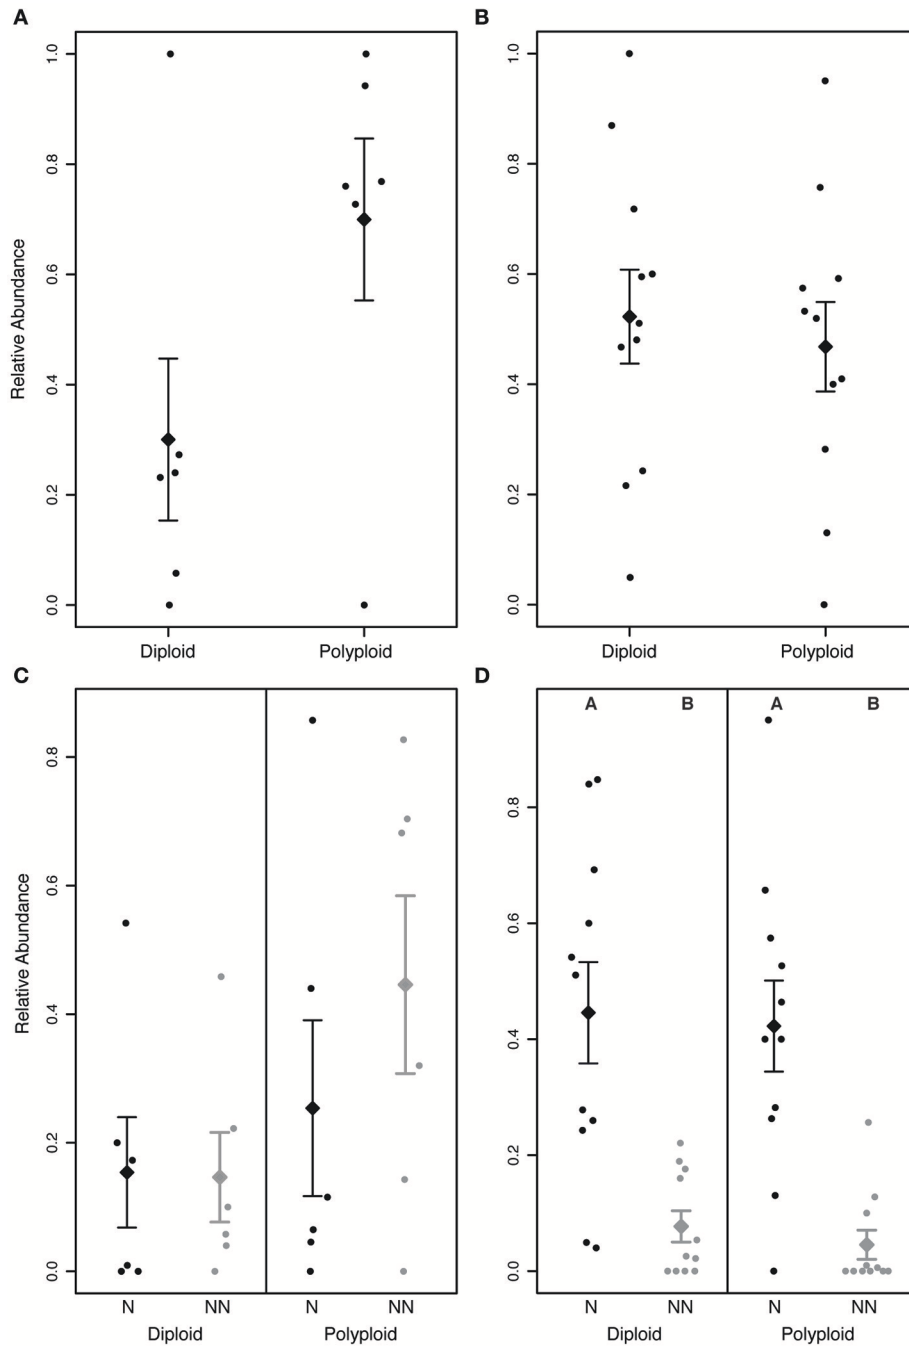 A
B
1.0
0.8
0.6
0.4
0.2
0.0
Relative Abundance
Diploid
Polyploid
1.0
0.8
0.6
0.4
0.2
0.0
Diploid
Polyploid
C
D
0.8
0.6
0.4
0.2
0.0
Relative Abundance
N
NN
N
NN
Diploid
Polyploid
A
B
A
B
0.8
0.6
0.4
0.2
0.0
N
NN
N
NN
Diploid
Polyploid